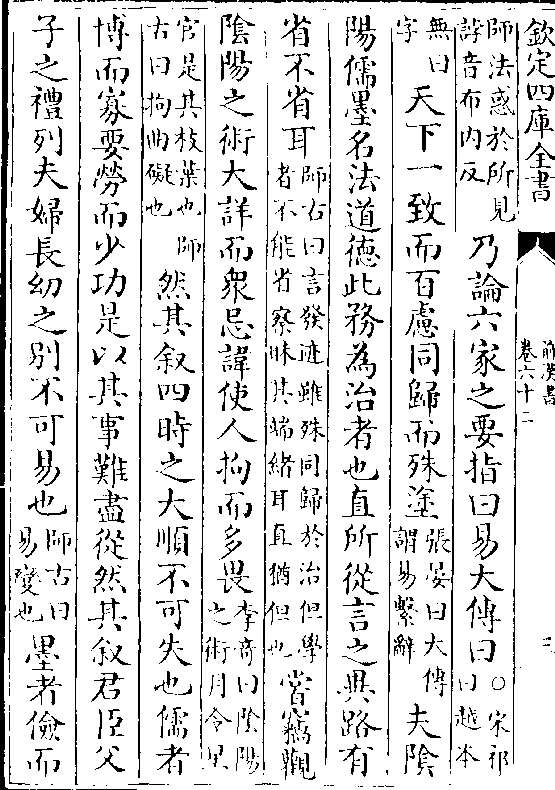 欽定四庫全書
前漢書
卷六十二
三
師法惑於所見
誖音布內反
乃論六家之要指曰易大傳曰
○宋祁
曰越本
無曰
字
天下一致而百慮同歸而殊塗
張晏曰大傳
謂易繫辭
夫陰
陽儒墨名法道德此務為治者也直所從言之異路有
省不省耳
師古曰言發迹雖殊同歸於治但學
者不能省察昧其端緒耳直猶但也
嘗竊觀
陰陽之術大詳而衆忌諱使人拘而多畏
李奇曰陰陽
之術月令星
官是其枝葉也師
古曰拘曲礙也
然其叙四時之大順不可失也儒者
博而寡要勞而少功是以其事難盡從然其叙君臣父
子之禮列夫婦長幼之别不可易也
師古曰
易變也
墨者儉而